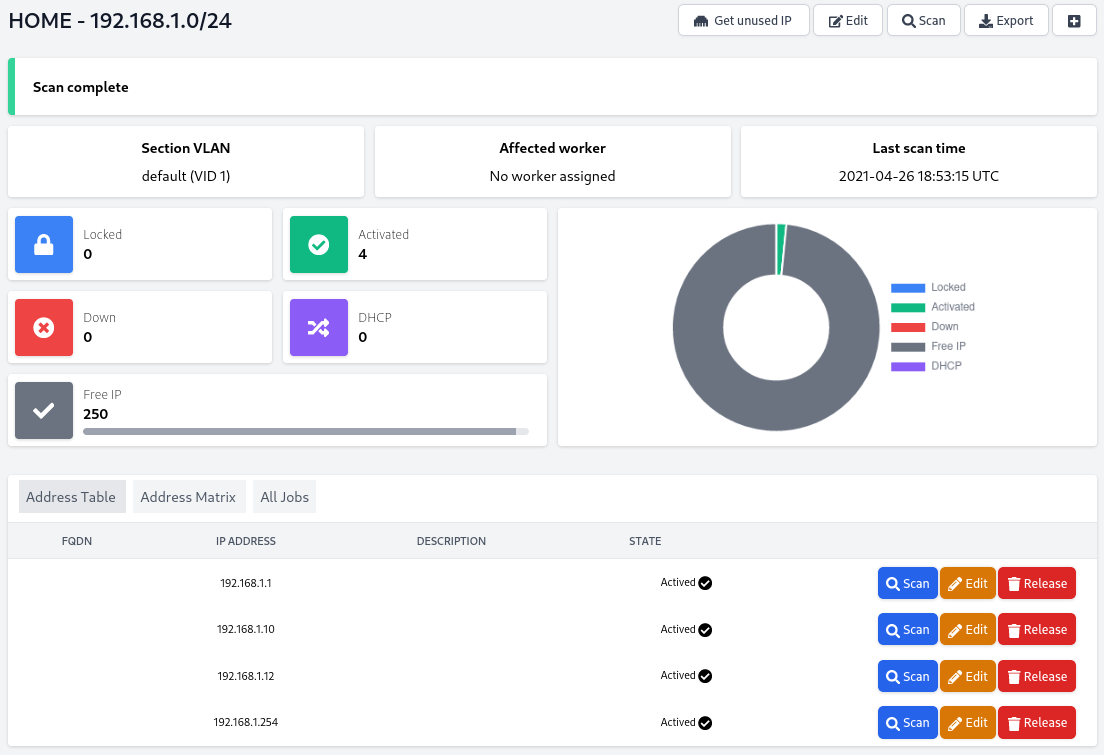 HOME - 192.168.1.0/24
Get unused IP
Edit
Scan
Export
Scan complete
Section VLAN
default (VID 1)
Affected worker
No worker assigned
Last scan time
2021-04-26 18:53:15 UTC
Locked
0
Activated
4
Down
0
DHCP
0
Free IP
250
Locked
Activated
Down
Free IP
DHCP
Address Table
Address Matrix
All Jobs
FQDN IP ADDRESS DESCRIPTION STATE
192.168.1.1 Actived Scan Edit Release
192.168.1.10 Actived Scan Edit Release
192.168.1.12 Actived Scan Edit Release
192.168.1.254 Actived Scan Edit Release